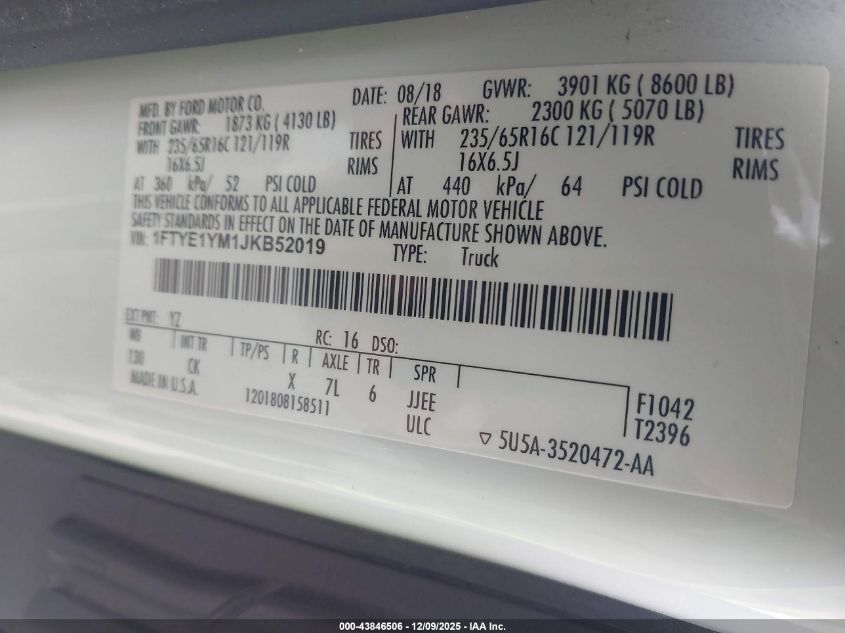 MFD. BY FORD MOTOR CO.
DATE: 08/18
GVWR: 3901 KG ( 8600 LB)
FRONT GAWR: 1873 KG ( 4130 LB)
REAR GAWR: 2300 KG ( 5070 LB)
WITH 235/65R16C 121/119R TIRES
WITH 235/65R16C 121/119R TIRES
16X6.5J RIMS
16X6.5J RIMS
AT 360 kPa/ 52 PSI COLD
AT 440 kPa/ 64 PSI COLD
THIS VEHICLE CONFORMS TO ALL APPLICABLE FEDERAL MOTOR VEHICLE
SAFETY STANDARDS IN EFFECT ON THE DATE OF MANUFACTURE SHOWN ABOVE.
VIN: 1FTYE1YM1JKB52019
TYPE: Truck
EXT PNT: YZ
RC: 16 DSO:
WB INT TR TP/PS R AXLE TR SPR
130 CK X 7L 6 JJEE
F1042
MADE IN U.S.A. 1201808158511 ULC
T2396
5U5A-3520472-AA
000-43846506 - 12/09/2025 - IAA Inc.